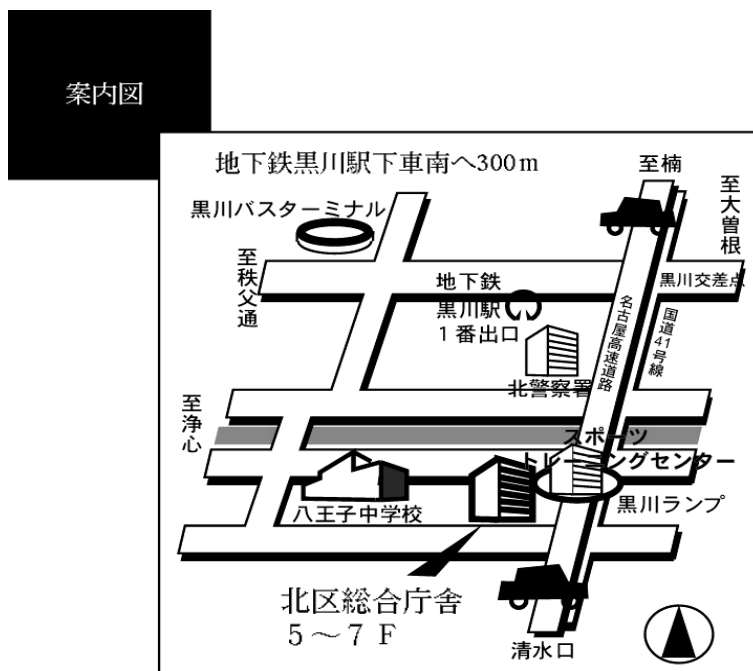 案内図
地下鉄黒川駅下車南へ300m
至楠
至大曽根
黒川バスターミナル
至秩父通
地下鉄
黒川駅
1番出口
黒川交差点
名古屋高速道路
国道41号線
北警察署
至浄心
スポーツ
トレーニングセンター
八王子中学校
黒川ランプ
北区総合庁舎
5～7F
清水口